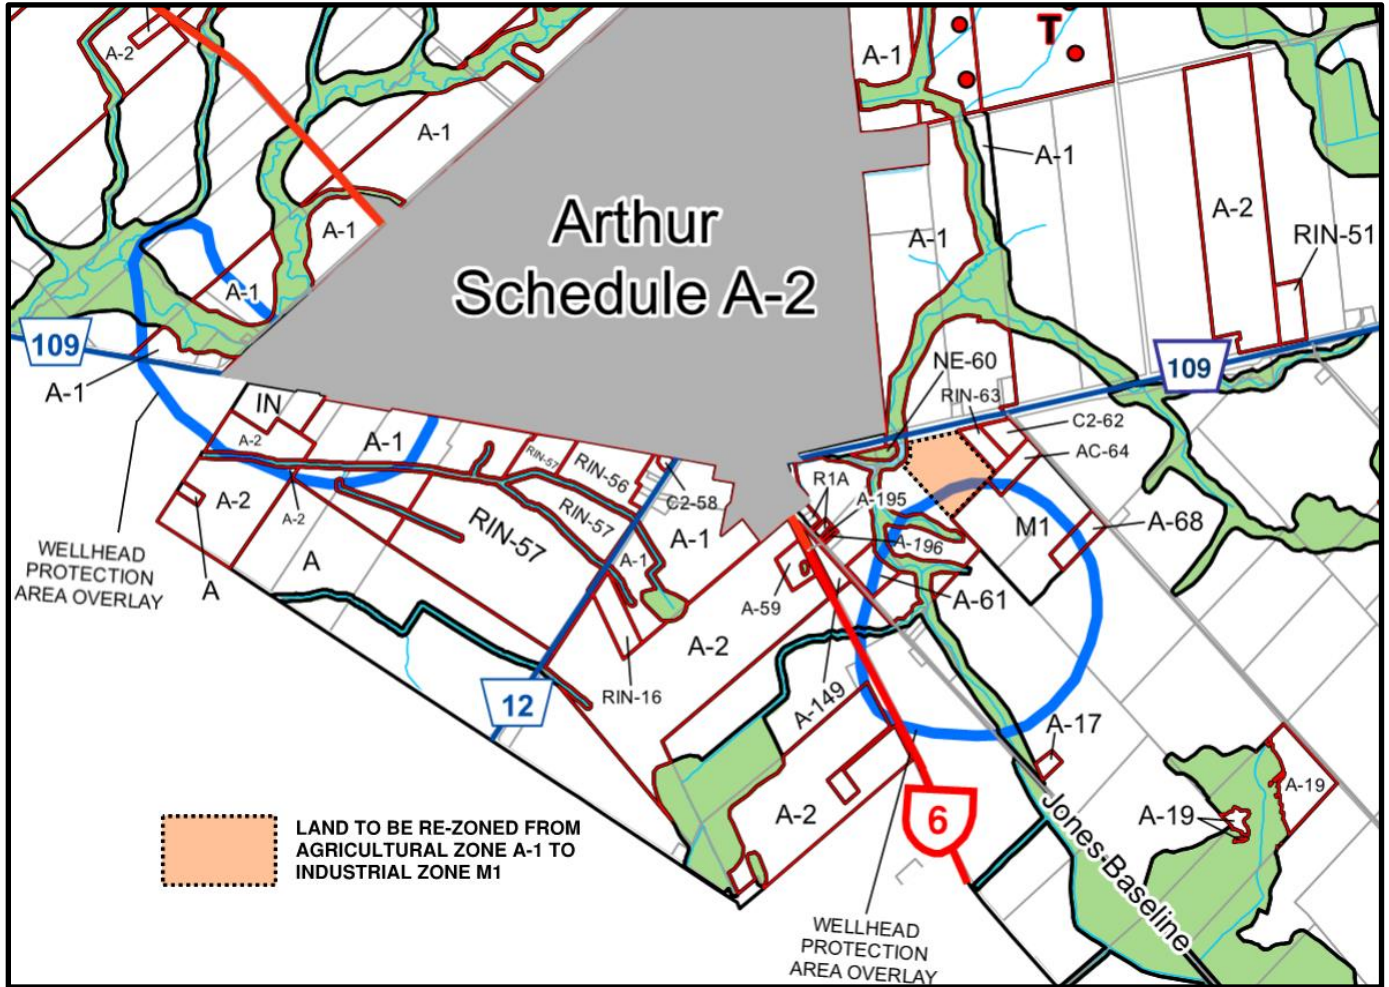 A-2
A-1
T
A-1
A-1
A-2
RIN-51
Arthur
Schedule A-2
A-1
A-1
A-1
109
A-1
NE-60
109
RIN-63
C2-62
AC-64
IN
A-2
A-1
RIN-57
RIN-56
C2-58
R1A
A-195
M1
A-68
A-2
A-2
RIN-57
RIN-57
A-1
A-1
A-196
WELLHEAD
PROTECTION
AREA OVERLAY
A
A
A-59
A-61
RIN-16
A-2
A-149
12
A-17
6
A-2
A-19
A-19
Jones Baseline
LAND TO BE RE-ZONED FROM
AGRICULTURAL ZONE A-1 TO
INDUSTRIAL ZONE M1
WELLHEAD
PROTECTION
AREA OVERLAY